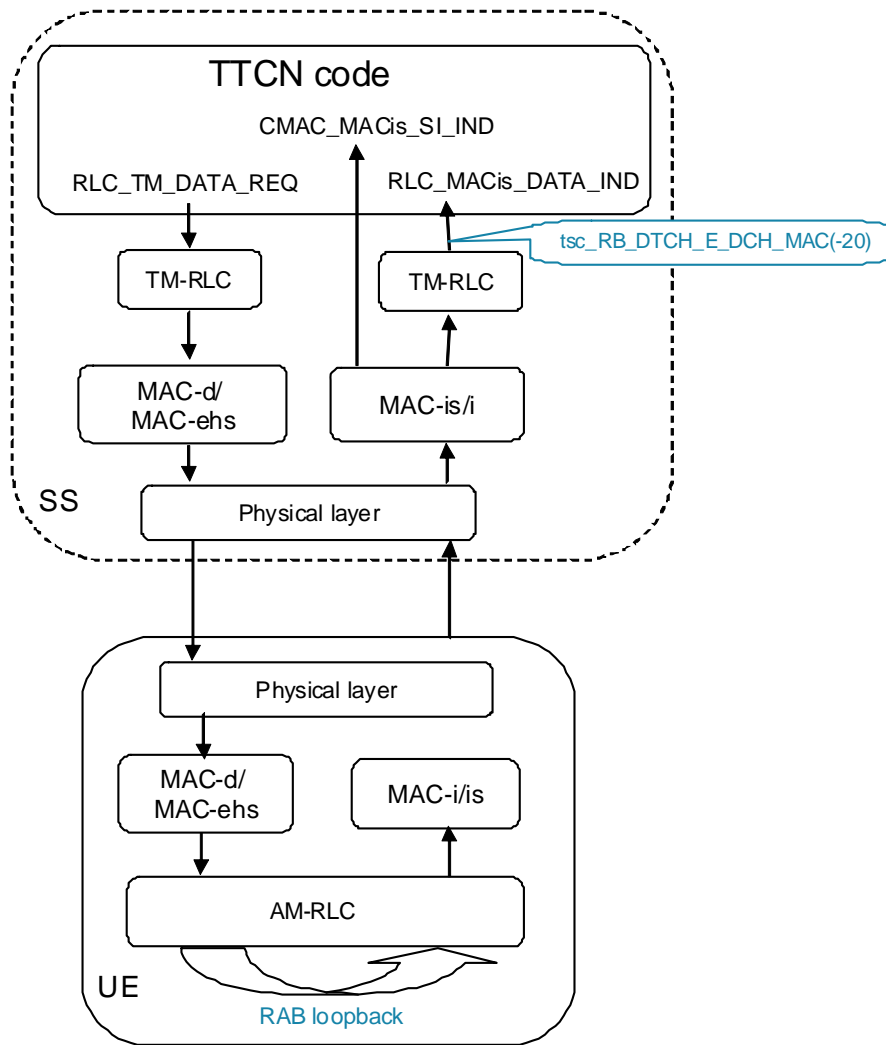 TTCN code
CMAC_MACis_SI_IND
RLC_TM_DATA_REQ
RLC_MACis_DATA_IND
tsc_RB_DTCH_E_DCH_MAC(-20)
TM-RLC
TM-RLC
MAC-d/
MAC-ehs
MAC-is/i
SS
Physical layer
Physical layer
MAC-d/
MAC-ehs
MAC-i/is
AM-RLC
UE
RAB loopback